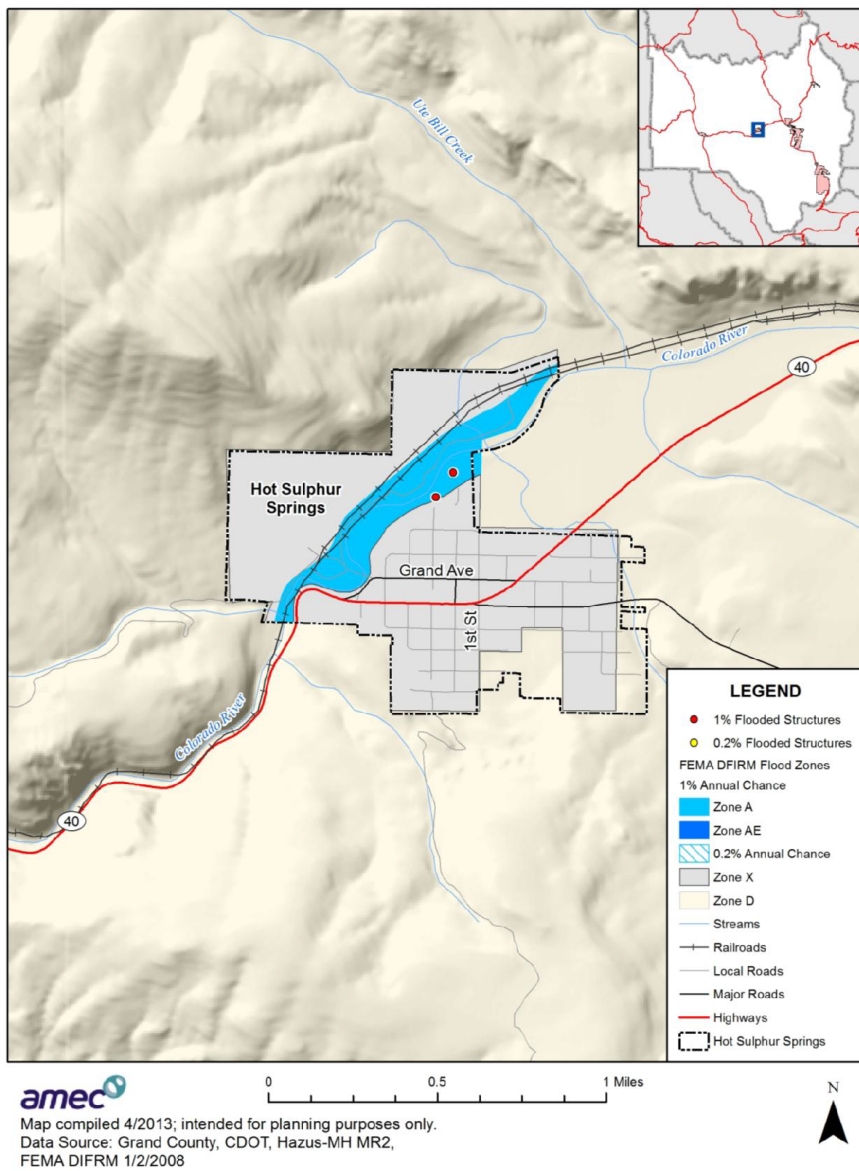 Ute Bill Creek
Colorado River
40
Hot Sulphur
Springs
Grand Ave
1st St
Colorado River
40
LEGEND
1% Flooded Structures
0.2% Flooded Structures
FEMA DFIRM Flood Zones
1% Annual Chance
Zone A
Zone AE
0.2% Annual Chance
Zone X
Zone D
Streams
Railroads
Local Roads
Major Roads
Highways
Hot Sulphur Springs
amec
0 0.5 1 Miles
N
Map compiled 4/2013; intended for planning purposes only.
Data Source: Grand County, CDOT, Hazus-MH MR2,
FEMA DIFRM 1/2/2008